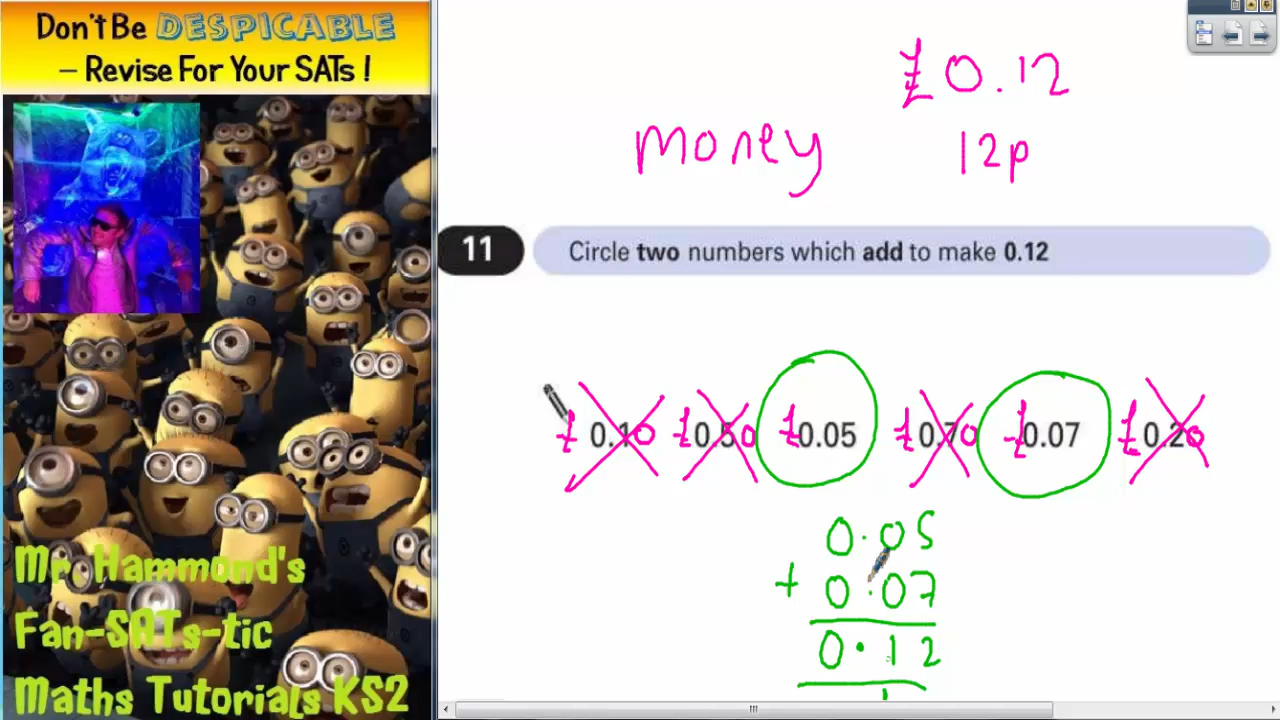 Don't Be DESPICABLE
– Revise For Your SATs !
Mr. Hammond's
Fan-SATs-tic
Maths Tutorials KS2
£0.12
money 12p
11 Circle two numbers which add to make 0.12
£0.10 £0.50 £0.05 £0.70 £0.07 £0.20
0.05
+ 0.07
0.12
1